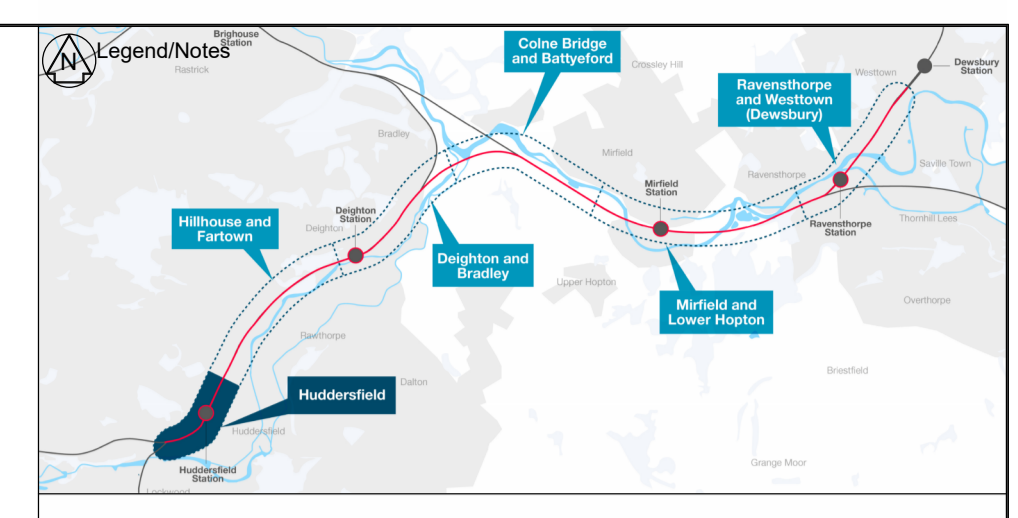 N
Legend/Notes
Brighouse
Station
Rastrick
Colne Bridge
and Battyeford
Crossley Hill
Dewsbury
Station
Westtown
Ravensthorpe
and Westtown
(Dewsbury)
Bradley
Mirfield
Saville Town
Ravensthorpe
Mirfield
Station
Hillhouse and
Fartown
Deighton
Station
Deighton
Thornhill Lees
Ravensthorpe
Station
Deighton and
Bradley
Upper Hopton
Mirfield and
Lower Hopton
Overthorpe
Rawthorpe
Briestfield
Dalton
Huddersfield
Huddersfield
Grange Moor
Huddersfield
Station
Lockwood